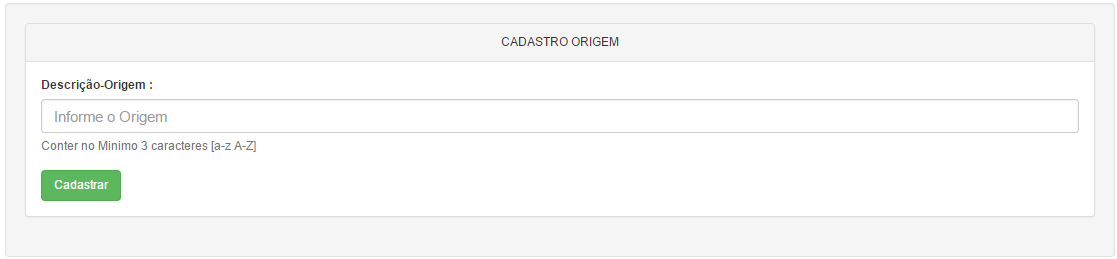 CADASTRO ORIGEM
Descrição-Origem :
Informe o Origem
Conter no Minimo 3 caracteres [a-z A-Z]
Cadastrar